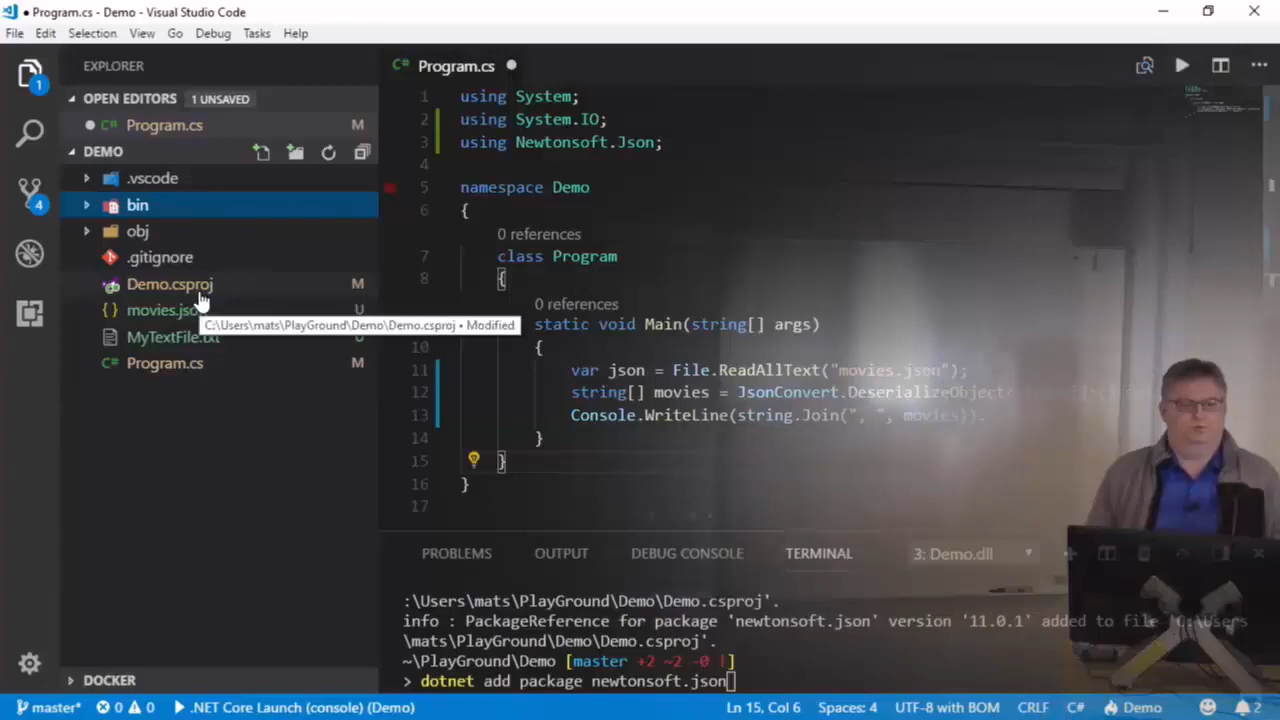 ● Program.cs - Demo - Visual Studio Code
File Edit Selection View Go Debug Tasks Help
1
4
EXPLORER
OPEN EDITORS 1 UNSAVED
● C# Program.cs M
DEMO
.vscode
bin
obj
.gitignore
Demo.csproj M
{ } movies.jso U
C:\Users\mats\PlayGround\Demo\Demo.csproj • Modified
MyTextFile.txt
C# Program.cs M
DOCKER
C# Program.cs ●
1 using System;
2 using System.IO;
3 using Newtonsoft.Json;
4
5 namespace Demo
6 {
0 references
7 class Program
8 {
0 references
static void Main(string[] args)
10 {
11 var json = File.ReadAllText("movies.json");
12 string[] movies = JsonConvert.DeserializeObject
13 Console.WriteLine(string.Join(", ", movies))
14 }
15 }
16 }
17
PROBLEMS OUTPUT DEBUG CONSOLE TERMINAL 3: Demo.dll
:\Users\mats\PlayGround\Demo\Demo.csproj'.
info : PackageReference for package 'newtonsoft.json' version '11.0.1' added to file 'C:\Users
\mats\PlayGround\Demo\Demo.csproj'.
~\PlayGround\Demo [master +2 ~2 -0 |]
> dotnet add package newtonsoft.json
master* 0 0 .NET Core Launch (console) (Demo) Ln 15, Col 6 Spaces: 4 UTF-8 with BOM CRLF C# Demo 2